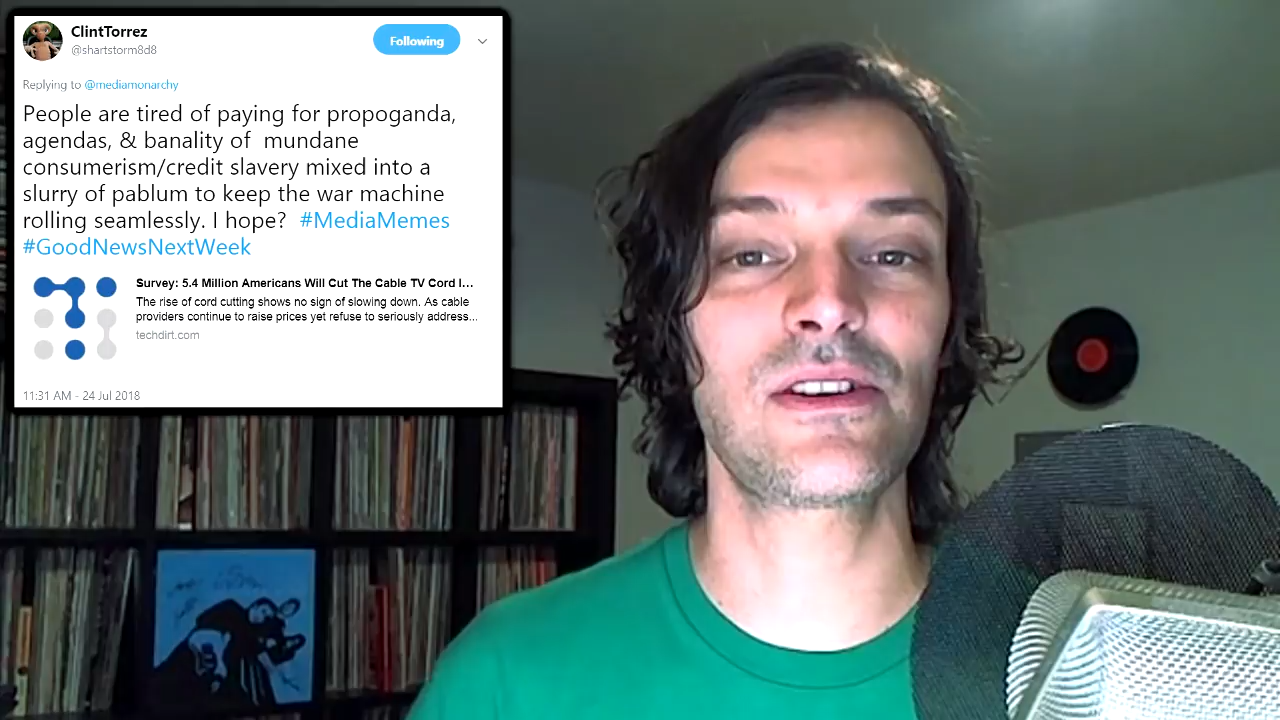 ClintTorrez
@shartstorm8d8
Following
Replying to @mediamonarchy
People are tired of paying for propoganda,
agendas, & banality of mundane
consumerism/credit slavery mixed into a
slurry of pablum to keep the war machine
rolling seamlessly. I hope? #MediaMemes
#GoodNewsNextWeek
Survey: 5.4 Million Americans Will Cut The Cable TV Cord I...
The rise of cord cutting shows no sign of slowing down. As cable
providers continue to raise prices yet refuse to seriously address...
techdirt.com
11:31 AM - 24 Jul 2018